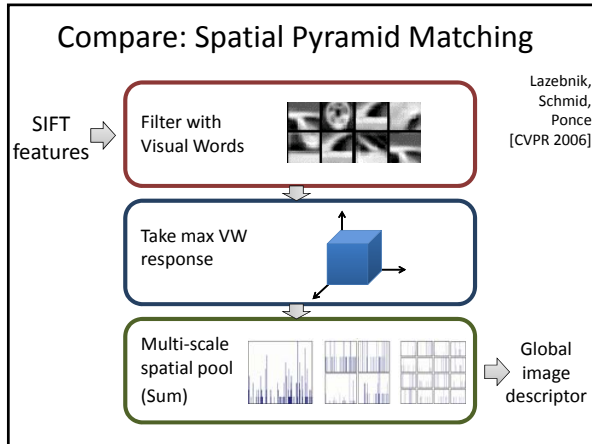 Compare: Spatial Pyramid Matching
Lazebnik,
Schmid,
Ponce
[CVPR 2006]
SIFT
features
Filter with
Visual Words
Take max VW
response
Multi-scale
spatial pool
(Sum)
Global
image
descriptor